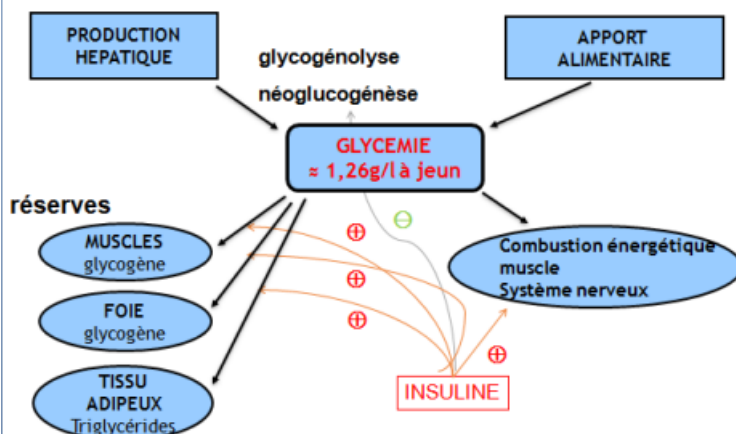 PRODUCTION
HEPATIQUE
glycogénolyse
néoglucogénèse
APPORT
ALIMENTAIRE
GLYCEMIE
≈ 1,26g/l à jeun
réserves
MUSCLES
glycogène
FOIE
glycogène
TISSU
ADIPEUX
Triglycérides
⊖
⊕
⊕
⊕
⊕
Combustion énergétique
muscle
Système nerveux
INSULINE